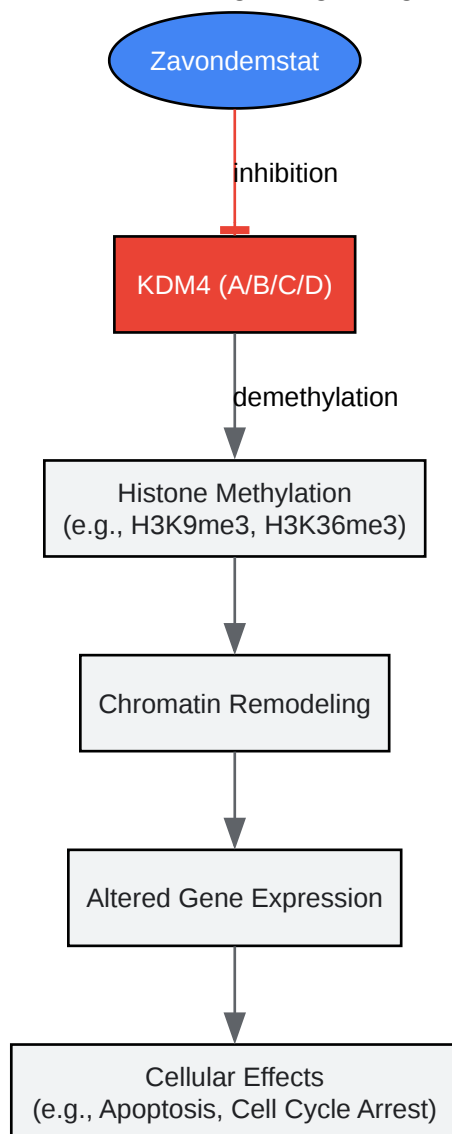 Zavondemstat
inhibition
KDM4 (A/B/C/D)
demethylation
Histone Methylation
(e.g., H3K9me3, H3K36me3)
Chromatin Remodeling
Altered Gene Expression
Cellular Effects
(e.g., Apoptosis, Cell Cycle Arrest)